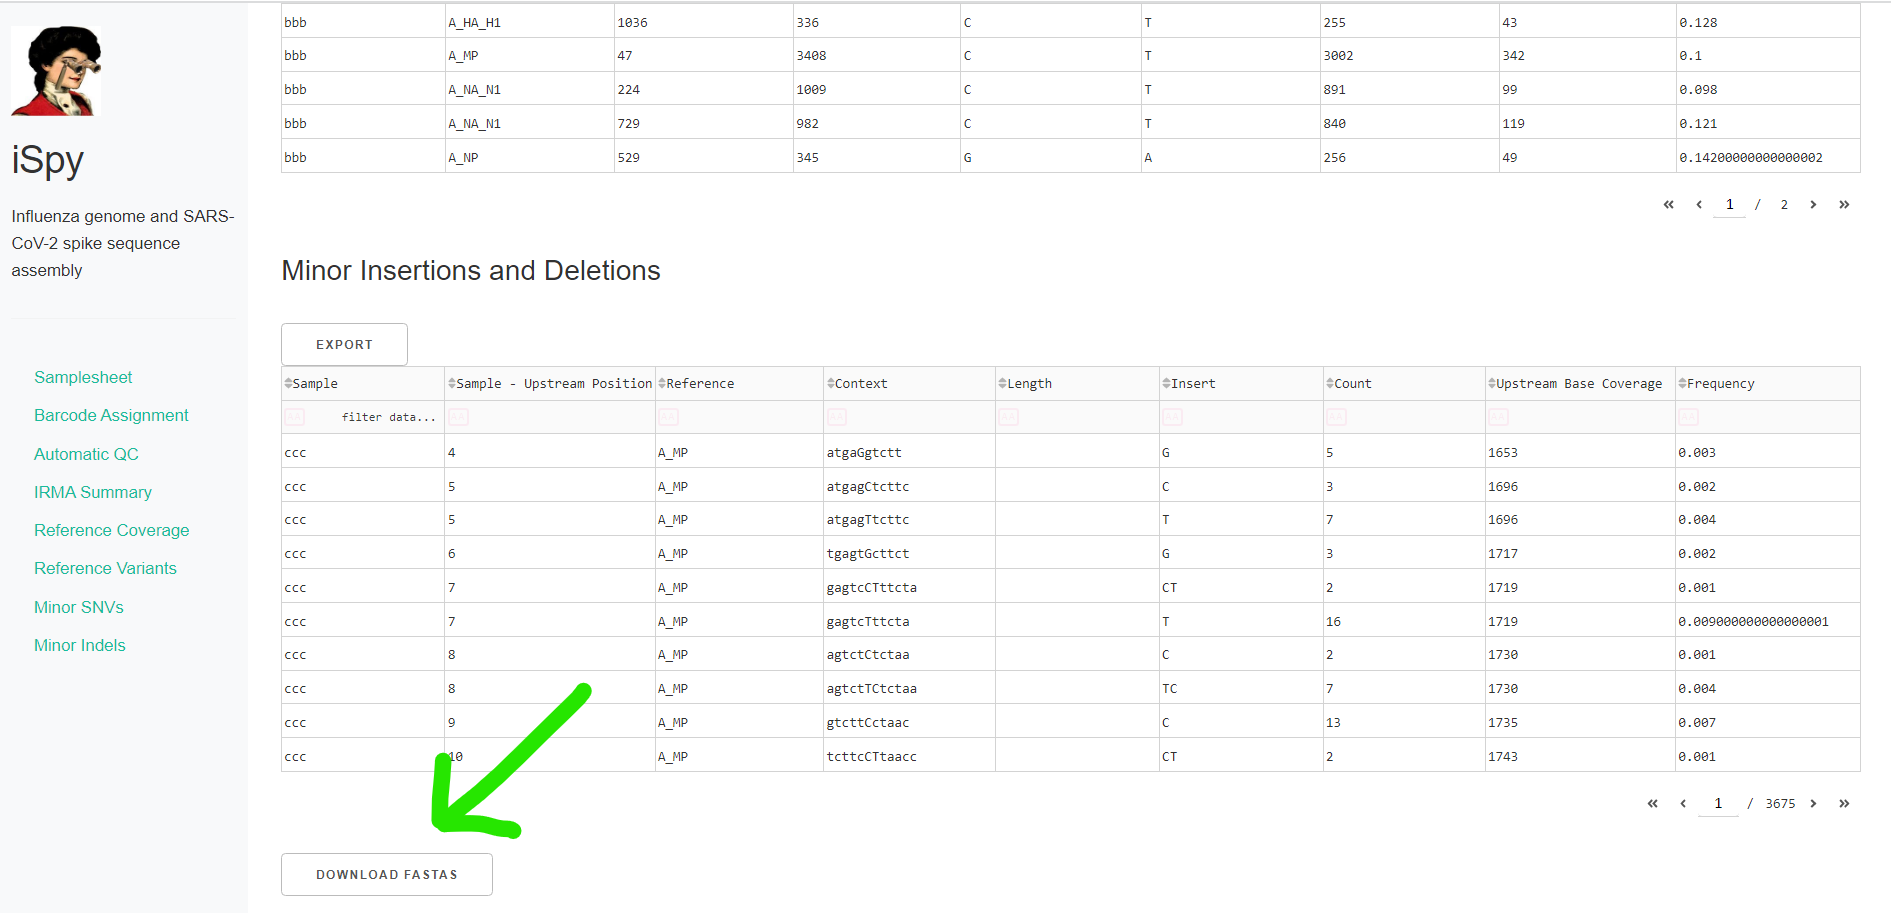 iSpy
Influenza genome and SARS-
CoV-2 spike sequence
assembly
Samplesheet
Barcode Assignment
Automatic QC
IRMA Summary
Reference Coverage
Reference Variants
Minor SNVs
Minor Indels
bbb A_HA_H1 1036 336 C T 255 43 0.128
bbb A_MP 47 3408 C T 3002 342 0.1
bbb A_NA_N1 224 1009 C T 891 99 0.098
bbb A_NA_N1 729 982 C T 840 119 0.121
bbb A_NP 529 345 G A 256 49 0.14200000000000002
« ‹ 1 / 2 › »
Minor Insertions and Deletions
EXPORT
Sample Sample - Upstream Position Reference Context Length Insert Count Upstream Base Coverage Frequency
Aa filter data... Aa Aa Aa Aa Aa Aa Aa Aa
ccc 4 A_MP atgaGgtctt G 5 1653 0.003
ccc 5 A_MP atgagCtcttc C 3 1696 0.002
ccc 5 A_MP atgagTtcttc T 7 1696 0.004
ccc 6 A_MP tgagtGcttct G 3 1717 0.002
ccc 7 A_MP gagtcCTttcta CT 2 1719 0.001
ccc 7 A_MP gagtcTttcta T 16 1719 0.009000000000000001
ccc 8 A_MP agtctCtctaa C 2 1730 0.001
ccc 8 A_MP agtctTCtctaa TC 7 1730 0.004
ccc 9 A_MP gtcttCctaac C 13 1735 0.007
ccc 10 A_MP tcttcCTtaacc CT 2 1743 0.001
« ‹ 1 / 3675 › »
DOWNLOAD FASTAS